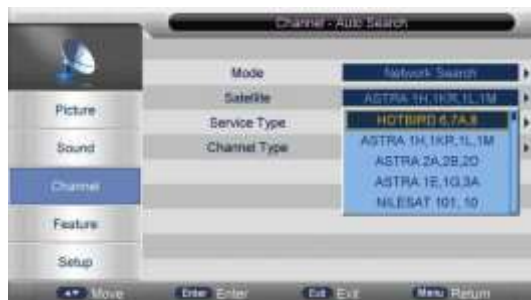 Channel - Auto Search
Mode
Network Search
Satellite
ASTRA 1H,1KR,1L,1M
Service Type
Channel Type
HOTBIRD 6,7A,8
ASTRA 1H,1KR,1L,1M
ASTRA 2A,2B,2D
ASTRA 1E,1G,3A
NILESAT 101, 10
Picture
Sound
Channel
Feature
Setup
Move
Enter Enter
Exit Exit
Menu Return